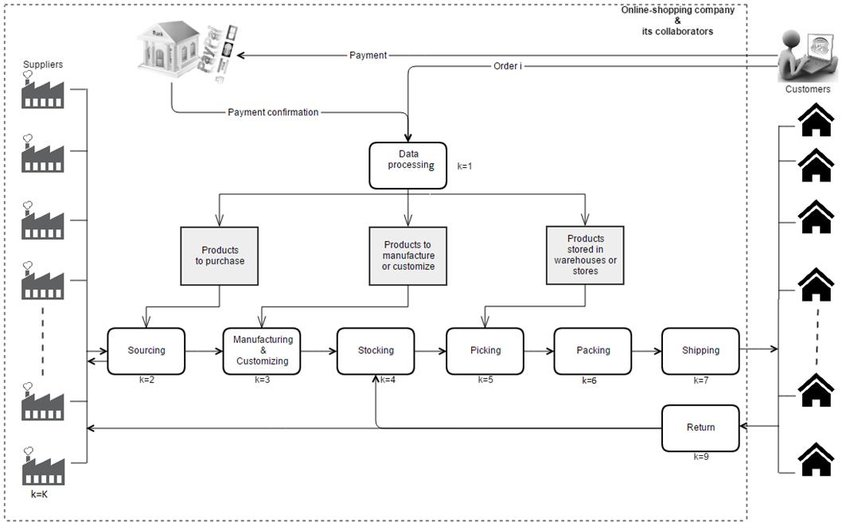 Online-shopping company
&
its collaborators
Bank
Payment
Suppliers
Order i
Customers
Payment confirmation
Data
processing
k=1
Products
to purchase
Products to
manufacture
or customize
Products
stored in
warehouses or
stores
Sourcing
k=2
Manufacturing
&
Customizing
k=3
Stocking
k=4
Picking
k=5
Packing
k=6
Shipping
k=7
Return
k=9
k=K